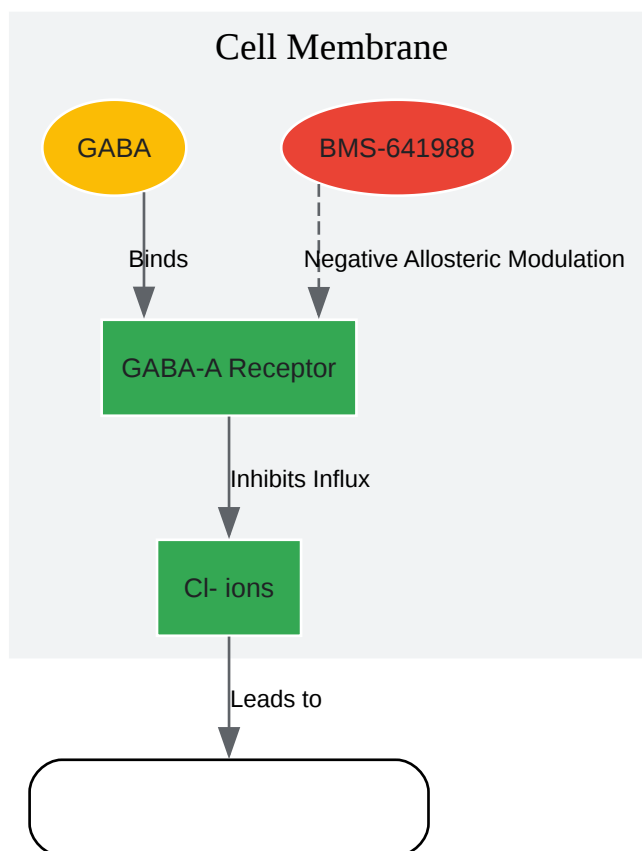 Cell Membrane
GABA
BMS-641988
Binds
Negative Allosteric Modulation
GABA-A Receptor
Inhibits Influx
Cl- ions
Leads to